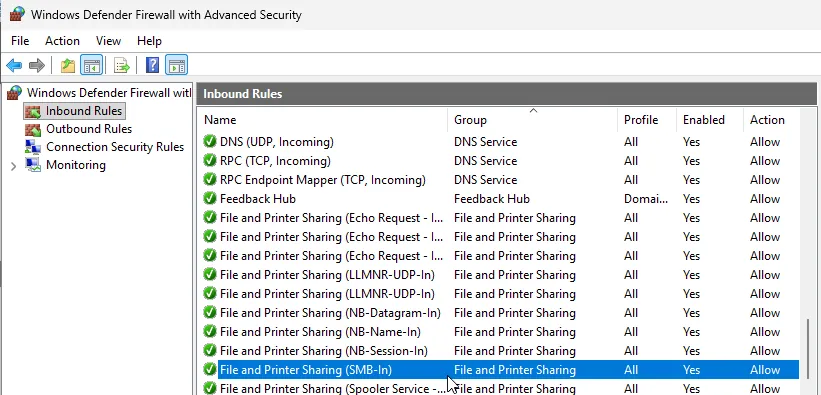 Windows Defender Firewall with Advanced Security
File Action View Help
Windows Defender Firewall witl
Inbound Rules
Outbound Rules
Connection Security Rules
Monitoring
Inbound Rules
Name Group Profile Enabled Action
DNS (UDP, Incoming) DNS Service All Yes Allow
RPC (TCP, Incoming) DNS Service All Yes Allow
RPC Endpoint Mapper (TCP, Incoming) DNS Service All Yes Allow
Feedback Hub Feedback Hub Domai... Yes Allow
File and Printer Sharing (Echo Request - I... File and Printer Sharing All Yes Allow
File and Printer Sharing (Echo Request - I... File and Printer Sharing All Yes Allow
File and Printer Sharing (Echo Request - I... File and Printer Sharing All Yes Allow
File and Printer Sharing (LLMNR-UDP-In) File and Printer Sharing All Yes Allow
File and Printer Sharing (LLMNR-UDP-In) File and Printer Sharing All Yes Allow
File and Printer Sharing (NB-Datagram-In) File and Printer Sharing All Yes Allow
File and Printer Sharing (NB-Name-In) File and Printer Sharing All Yes Allow
File and Printer Sharing (NB-Session-In) File and Printer Sharing All Yes Allow
File and Printer Sharing (SMB-In) File and Printer Sharing All Yes Allow
File and Printer Sharing (Spooler Service -... File and Printer Sharing All Yes Allow